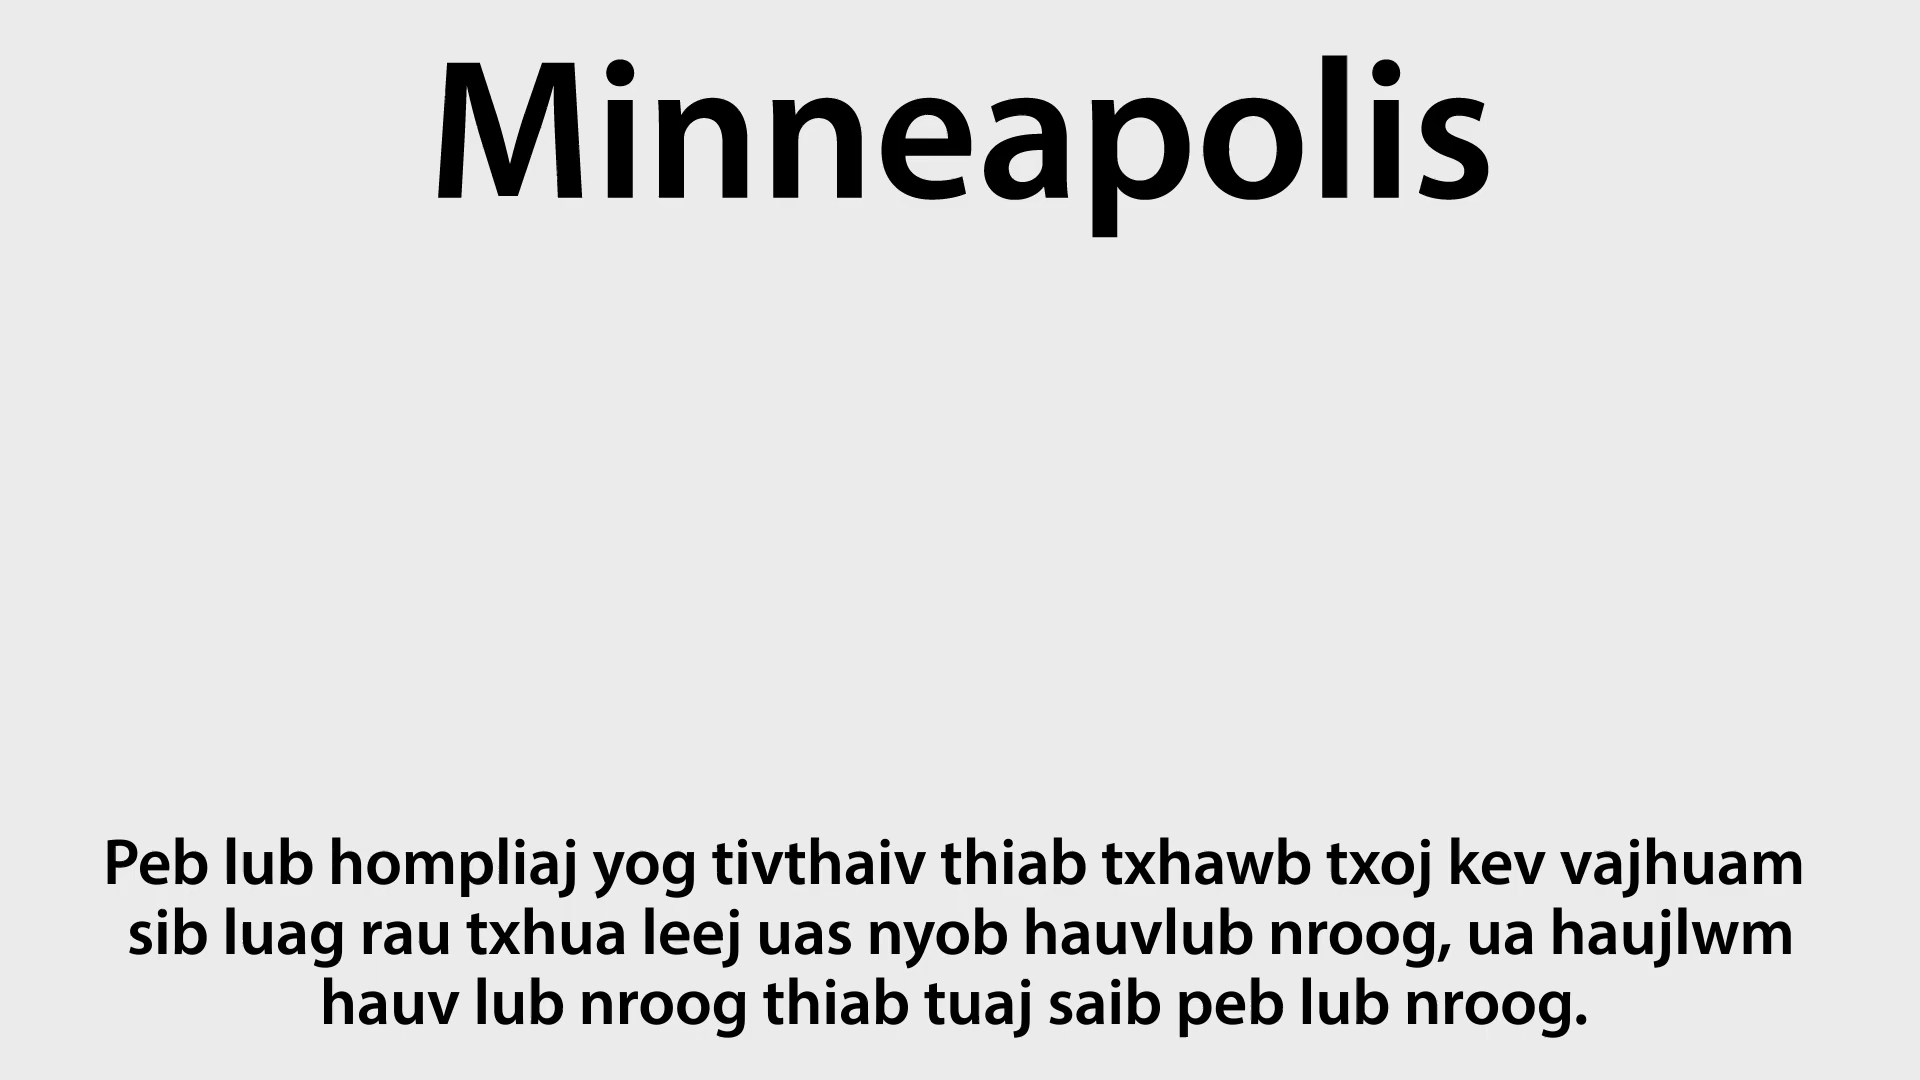 Minneapolis
Peb lub hompliaj yog tivthaiv thiab txhawb txoj kev vajhuam
sib luag rau txhua leej uas nyob hauvlub nroog, ua haujlwm
hauv lub nroog thiab tuaj saib peb lub nroog.